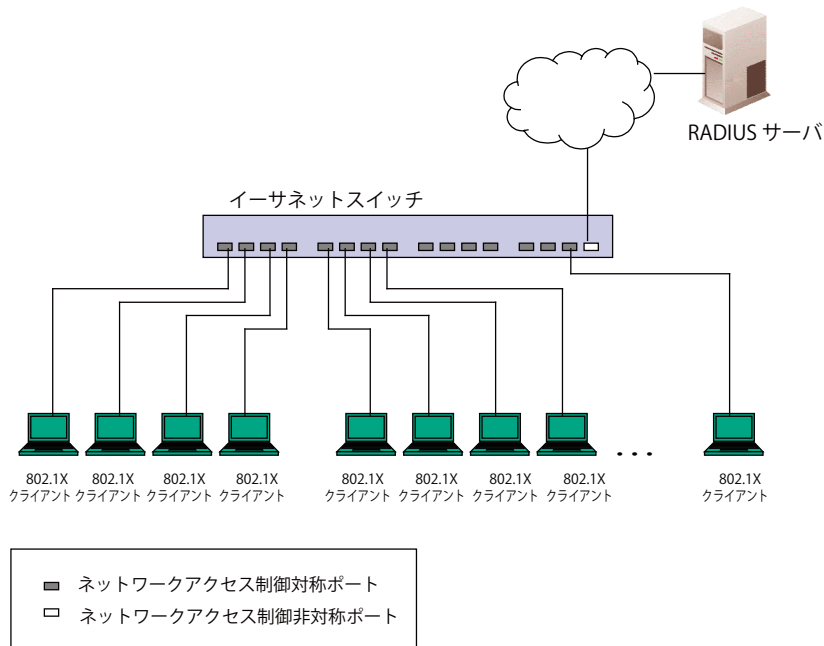 RADIUS サーバ
イーサネットスイッチ
802.1X 802.1X 802.1X 802.1X 802.1X 802.1X 802.1X 802.1X 802.1X
クライアント クライアント クライアント クライアント クライアント クライアント クライアント クライアント クライアント
ネットワークアクセス制御対称ポート
ネットワークアクセス制御非対称ポート